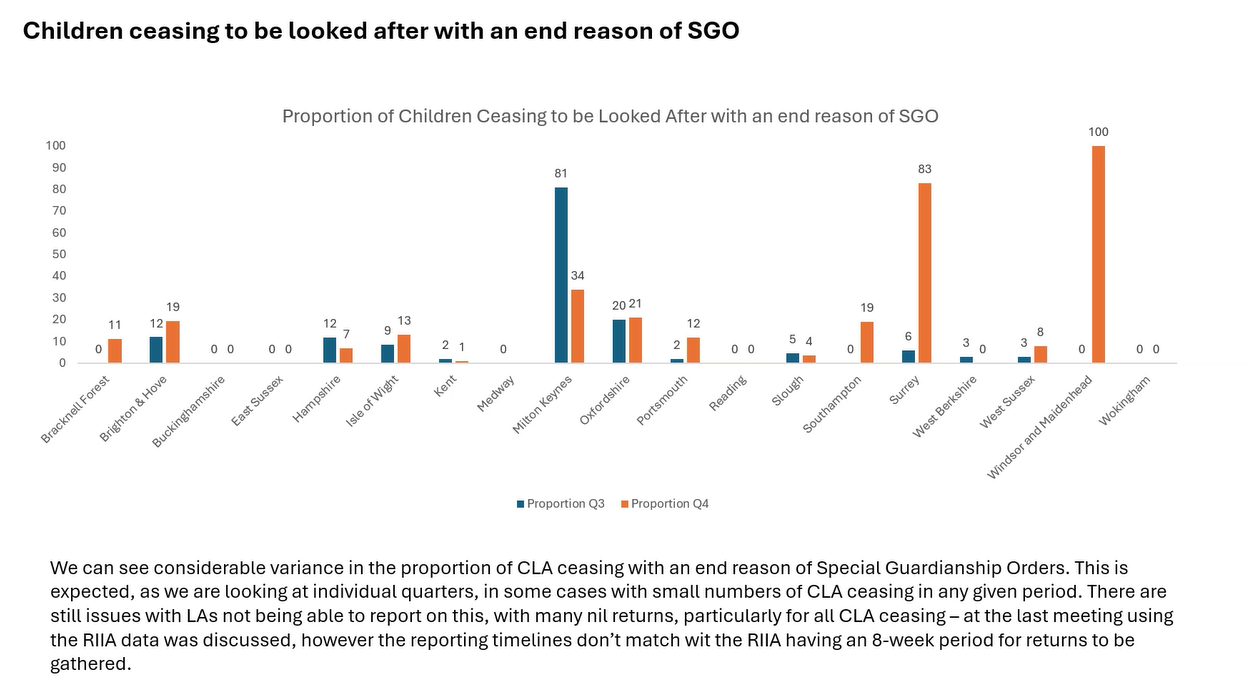 Children ceasing to be looked after with an end reason of SGO
Proportion of Children Ceasing to be Looked After with an end reason of SGO
100
90
80
70
60
50
40
30
20
10
0
0 11
12 19
0 0
0 0
12 7
9 13
2 1
0
81 34
20 21
2 12
0 0
5 4
0 19
6 83
3 0
3 8
0 100
0 0
Bracknell Forest
Brighton & Hove
Buckinghamshire
East Sussex
Hampshire
Isle of Wight
Kent
Medway
Milton Keynes
Oxfordshire
Portsmouth
Reading
Slough
Southampton
Surrey
West Berkshire
West Sussex
Windsor and Maidenhead
Wokingham
Proportion Q3 Proportion Q4
We can see considerable variance in the proportion of CLA ceasing with an end reason of Special Guardianship Orders. This is
expected, as we are looking at individual quarters, in some cases with small numbers of CLA ceasing in any given period. There are
still issues with LAs not being able to report on this, with many nil returns, particularly for all CLA ceasing – at the last meeting using
the RIIA data was discussed, however the reporting timelines don’t match wit the RIIA having an 8-week period for returns to be
gathered.